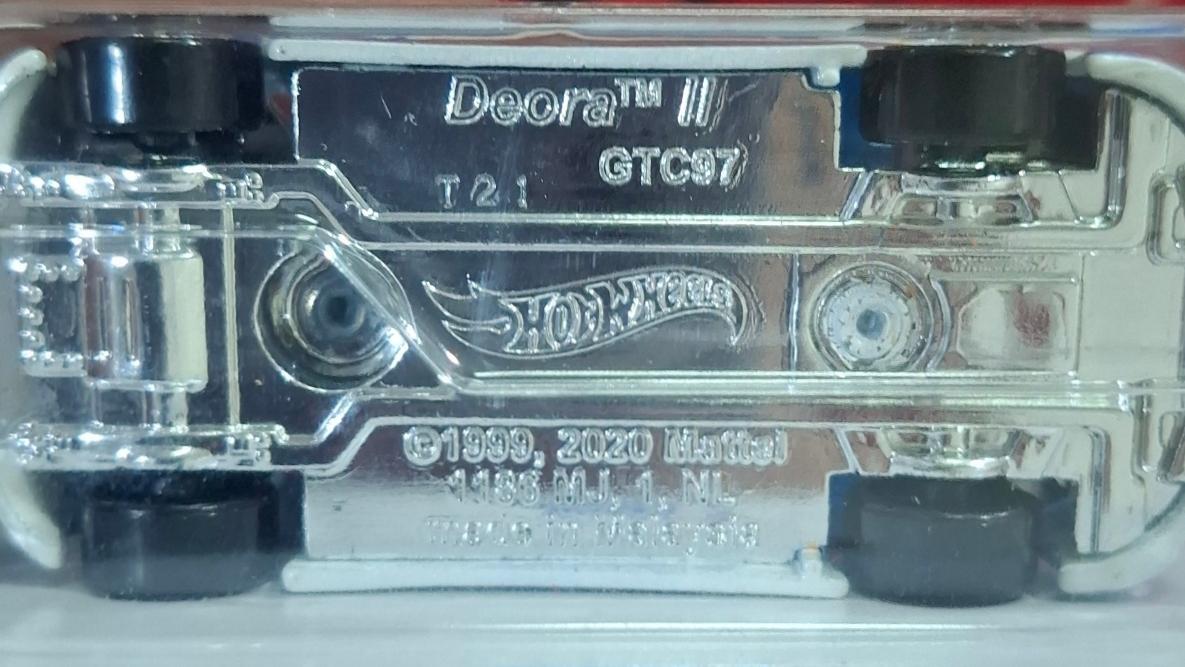 Deora™ II
GTC97
T21
HOT WHEELS
©1999, 2020 Mattel
1186 MJ, 1, NL
made in Malaysia